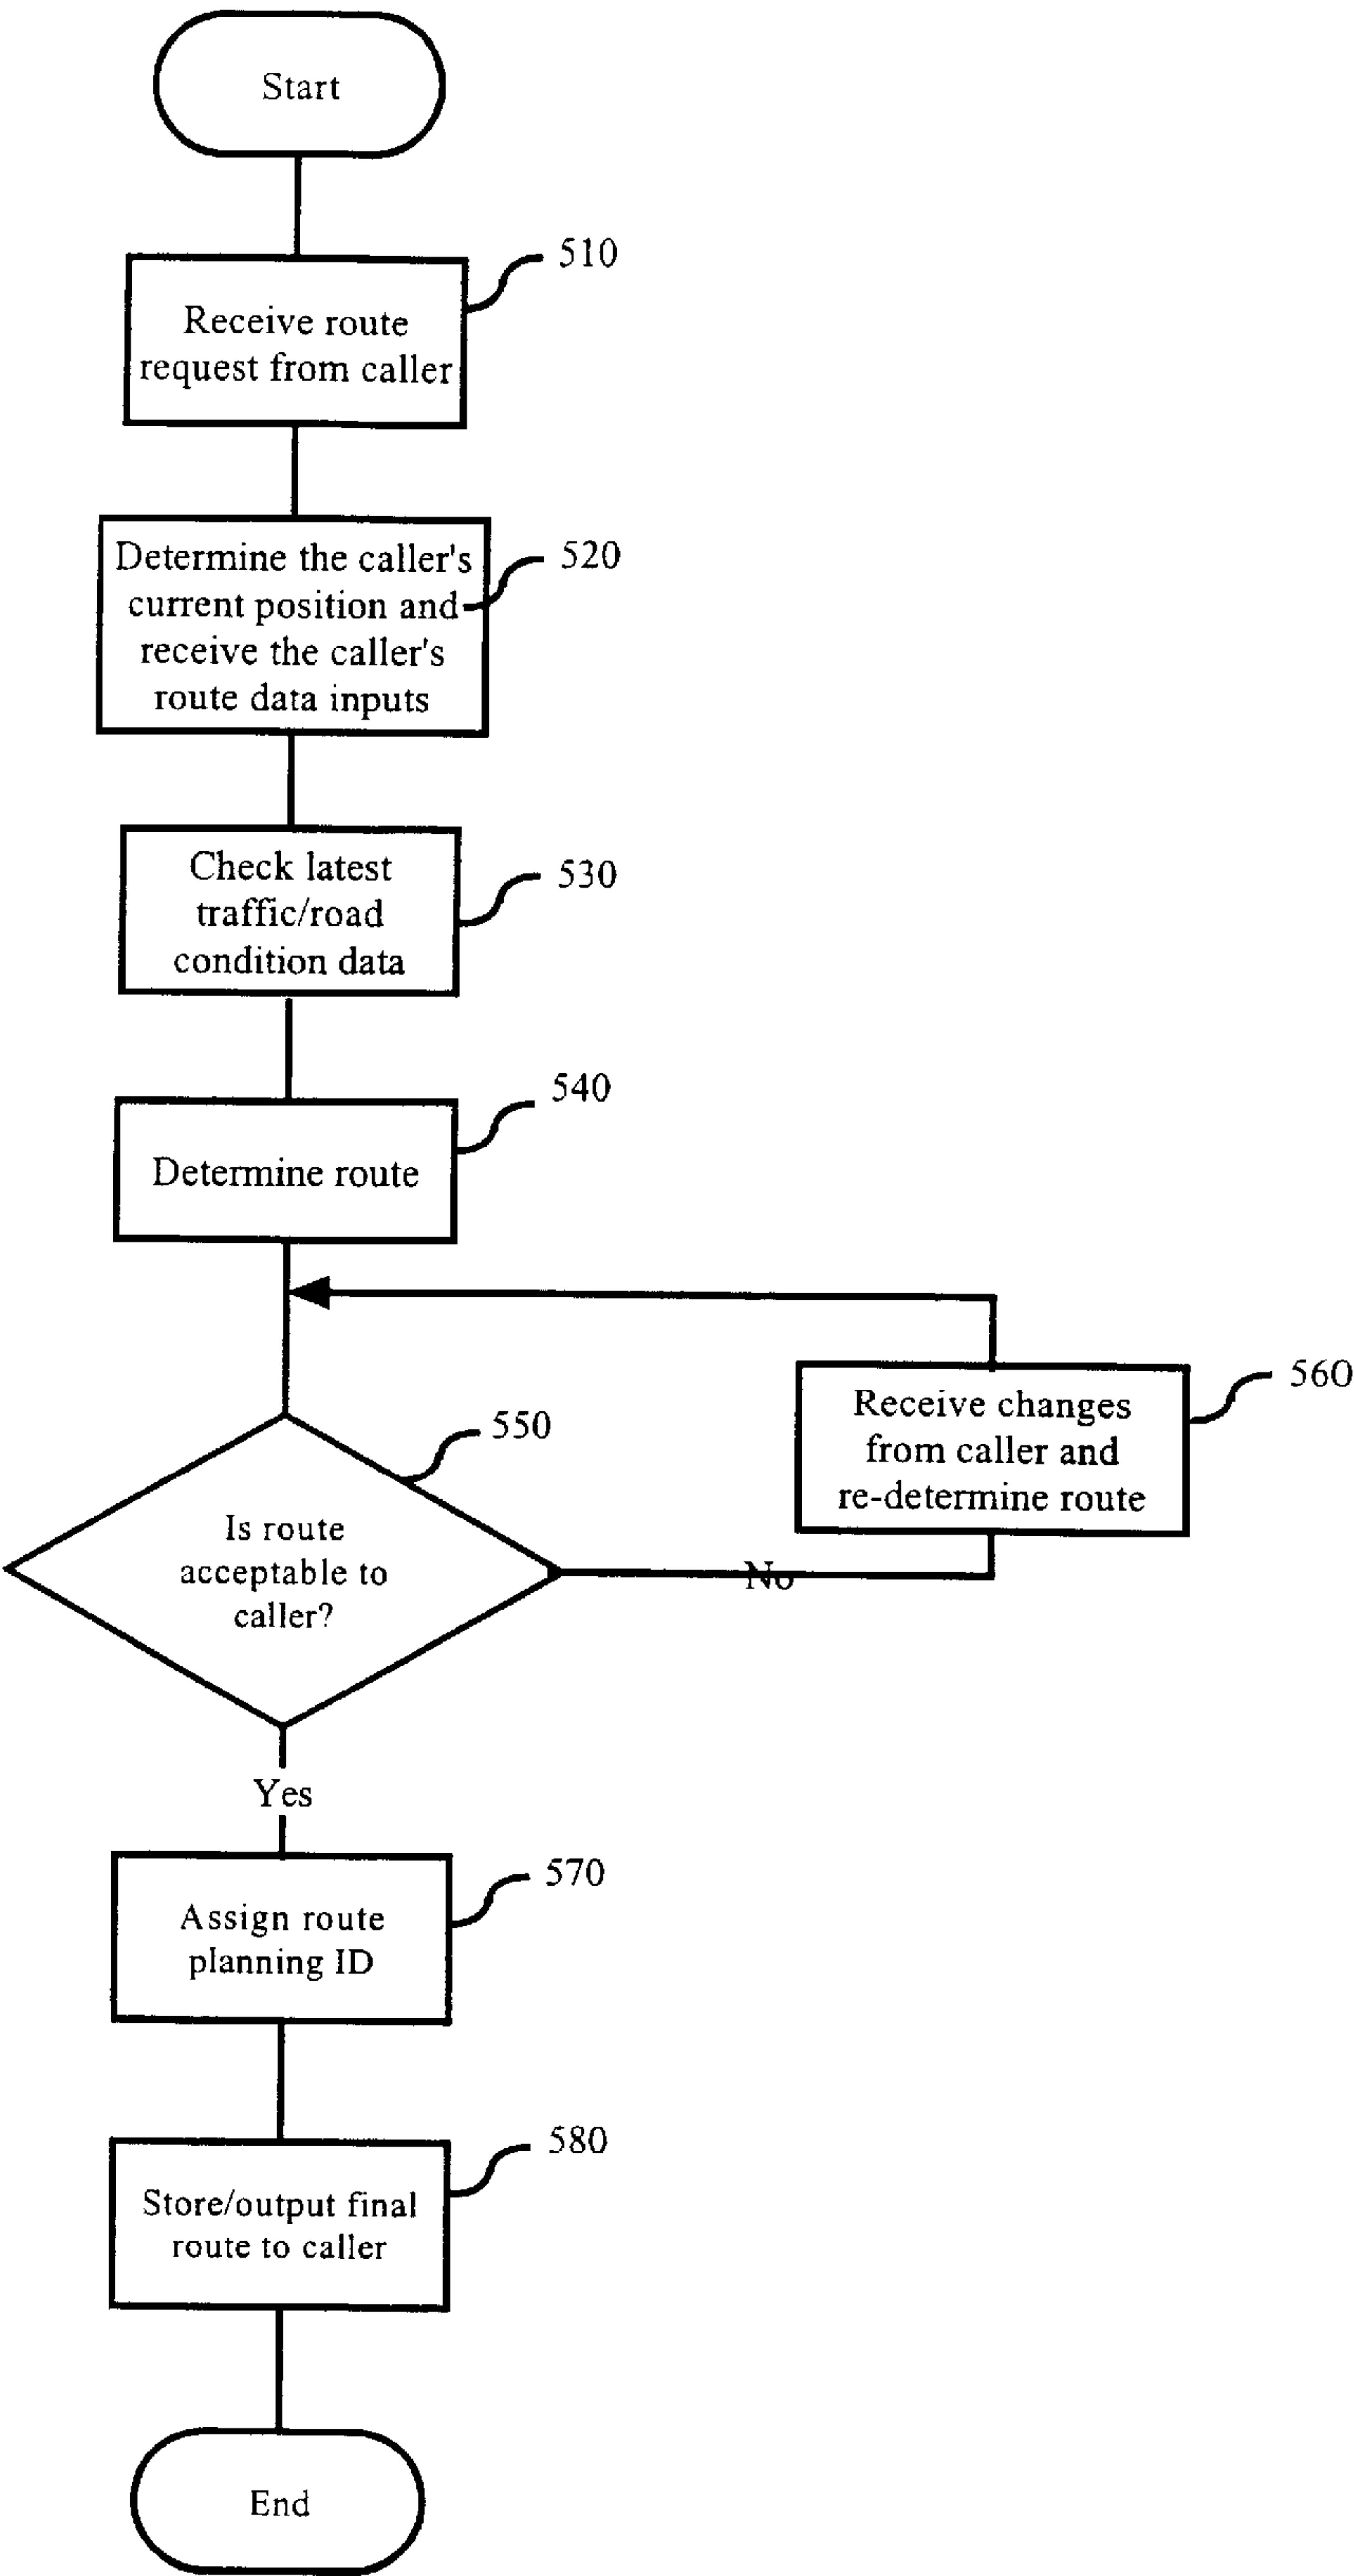 Start
510
Receive route
request from caller
520
Determine the caller's
current position and
receive the caller's
route data inputs
530
Check latest
traffic/road
condition data
540
Determine route
560
Receive changes
from caller and
re-determine route
550
Is route
acceptable to
caller?
No
Yes
570
Assign route
planning ID
580
Store/output final
route to caller
End